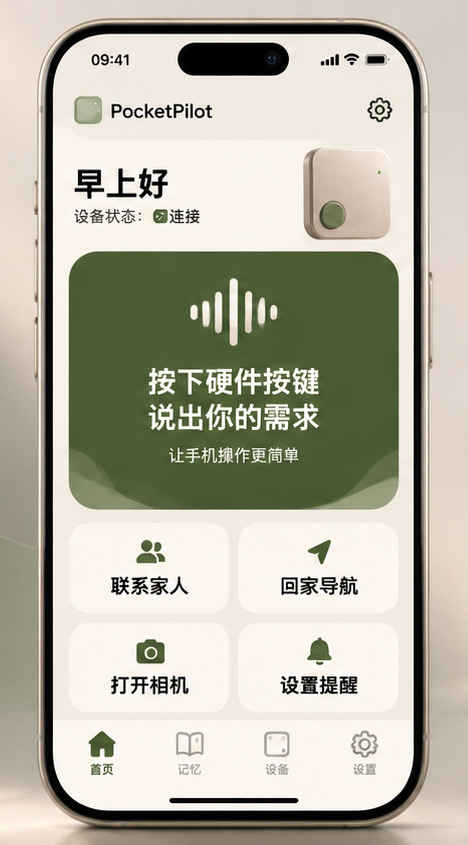 09:41
PocketPilot
早上好
设备状态： 连接
按下硬件按键
说出你的需求
让手机操作更简单
联系家人
回家导航
打开相机
设置提醒
首页
记忆
设备
设置